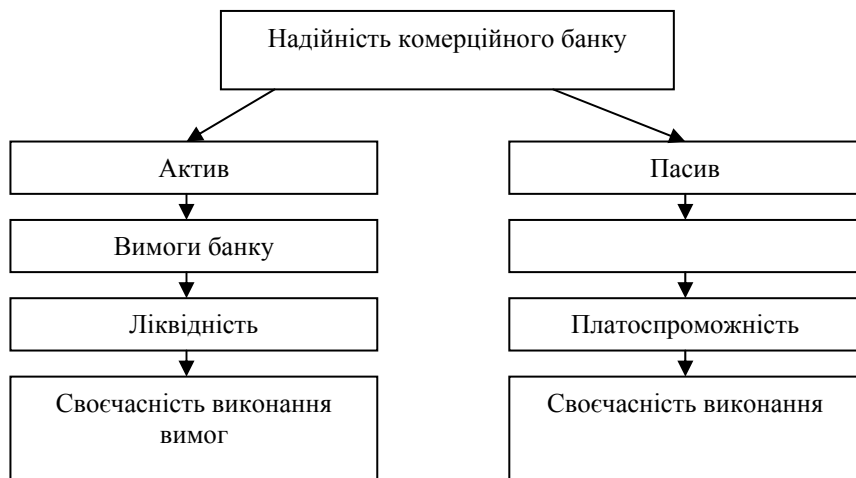 Надійність комерційного банку
Актив
Пасив
Вимоги банку
Ліквідність
Платоспроможність
Своєчасність виконання
вимог
Своєчасність виконання